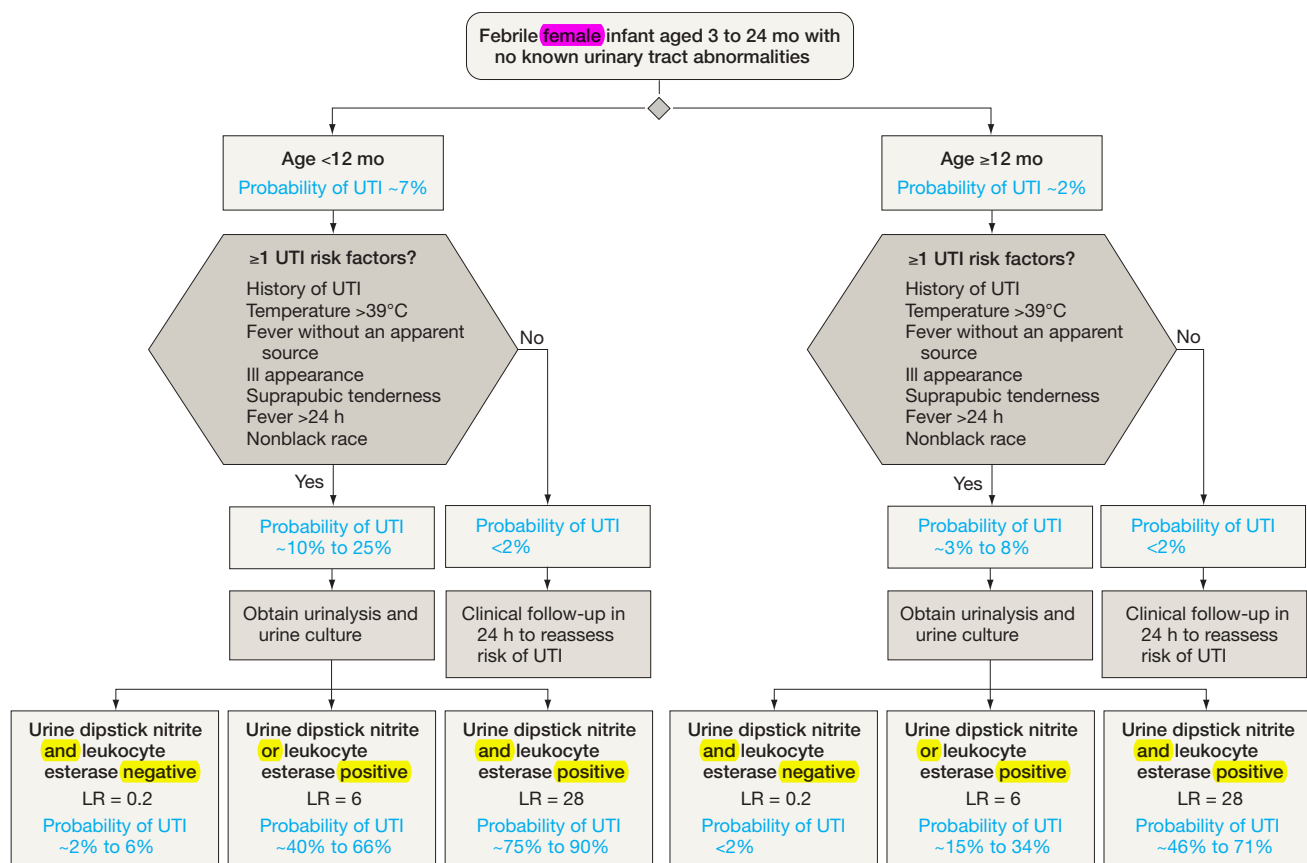 Febrile female infant aged 3 to 24 mo with
no known urinary tract abnormalities
Age <12 mo
Probability of UTI ~7%
≥1 UTI risk factors?
History of UTI
Temperature >39°C
Fever without an apparent
source
Ill appearance
Suprapubic tenderness
Fever >24 h
Nonblack race
No
Yes
Probability of UTI
~10% to 25%
Probability of UTI
<2%
Obtain urinalysis and
urine culture
Clinical follow-up in
24 h to reassess
risk of UTI
Urine dipstick nitrite
and leukocyte
esterase negative
LR = 0.2
Probability of UTI
~2% to 6%
Urine dipstick nitrite
or leukocyte
esterase positive
LR = 6
Probability of UTI
~40% to 66%
Urine dipstick nitrite
and leukocyte
esterase positive
LR = 28
Probability of UTI
~75% to 90%
Age ≥12 mo
Probability of UTI ~2%
≥1 UTI risk factors?
History of UTI
Temperature >39°C
Fever without an apparent
source
Ill appearance
Suprapubic tenderness
Fever >24 h
Nonblack race
No
Yes
Probability of UTI
~3% to 8%
Probability of UTI
<2%
Obtain urinalysis and
urine culture
Clinical follow-up in
24 h to reassess
risk of UTI
Urine dipstick nitrite
and leukocyte
esterase negative
LR = 0.2
Probability of UTI
<2%
Urine dipstick nitrite
or leukocyte
esterase positive
LR = 6
Probability of UTI
~15% to 34%
Urine dipstick nitrite
and leukocyte
esterase positive
LR = 28
Probability of UTI
~46% to 71%